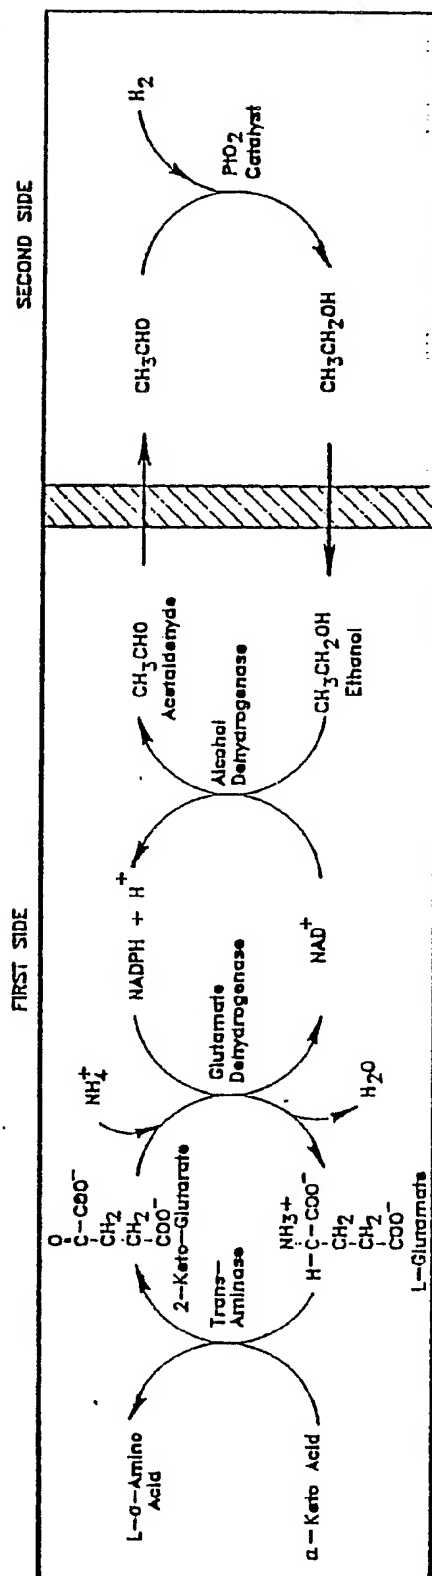 FIRST SIDE
SECOND SIDE
L-α-Amino
Acid
α-Keto Acid
Trans-
Aminase
O
C-COO-
CH2
CH2
COO-
2-Keto-Glutarate
NH3+
H-C-COO-
CH2
CH2
COO-
L-Glutamate
NH4+
H2O
Glutamate
Dehydrogenase
NADPH + H+
NAD+
Alcohol
Dehydrogenase
CH3CHO
Acetaldehyde
CH3CH2OH
Ethanol
CH3CHO
CH3CH2OH
H2
PtO2
Catalyst